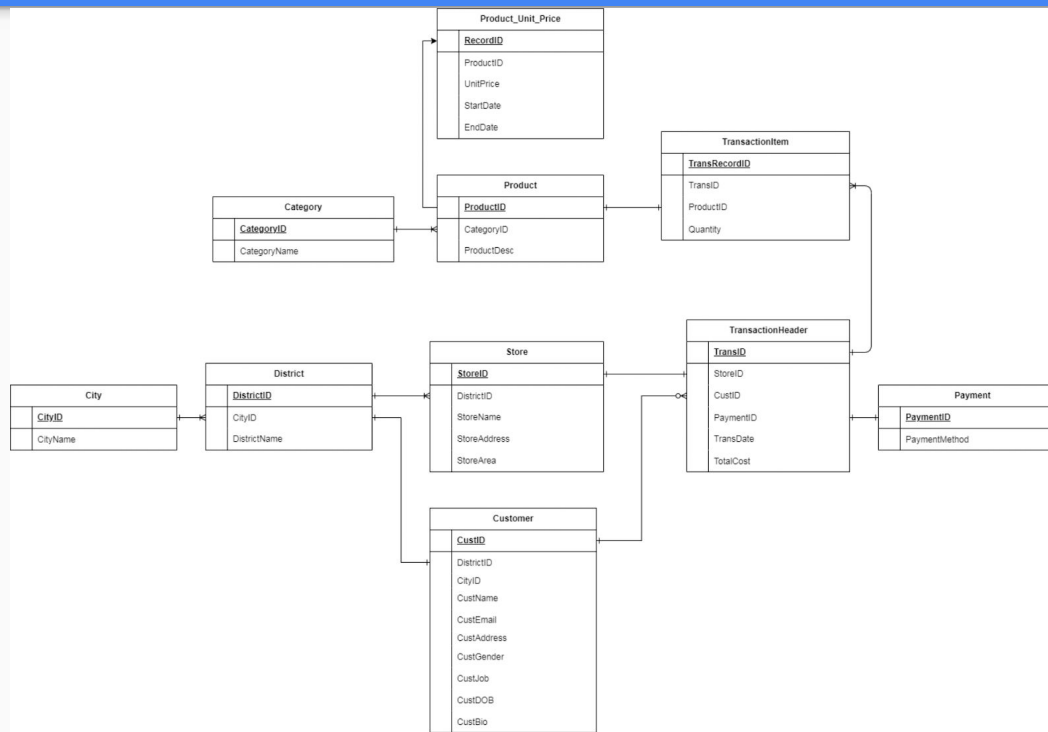 Product_Unit_Price
RecordID
ProductID
UnitPrice
StartDate
EndDate
TransactionItem
TransRecordID
TransID
ProductID
Quantity
Product
ProductID
CategoryID
ProductDesc
Category
CategoryID
CategoryName
TransactionHeader
TransID
StoreID
CustID
PaymentID
TransDate
TotalCost
Store
StoreID
DistrictID
StoreName
StoreAddress
StoreArea
District
DistrictID
CityID
DistrictName
City
CityID
CityName
Payment
PaymentID
PaymentMethod
Customer
CustID
DistrictID
CityID
CustName
CustEmail
CustAddress
CustGender
CustJob
CustDOB
CustBio